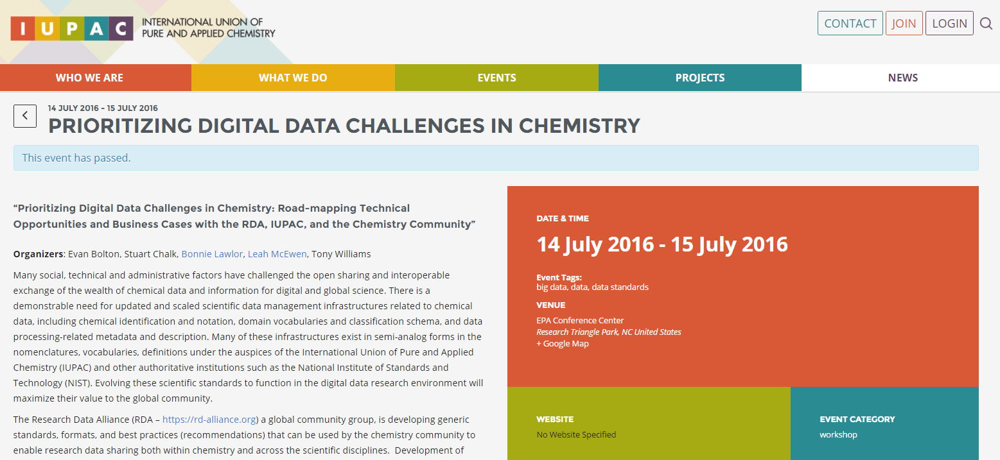 IUPAC
INTERNATIONAL UNION OF
PURE AND APPLIED CHEMISTRY
CONTACT
JOIN
LOGIN
WHO WE ARE
WHAT WE DO
EVENTS
PROJECTS
NEWS
14 JULY 2016 - 15 JULY 2016
PRIORITIZING DIGITAL DATA CHALLENGES IN CHEMISTRY
This event has passed.
“Prioritizing Digital Data Challenges in Chemistry: Road-mapping Technical
Opportunities and Business Cases with the RDA, IUPAC, and the Chemistry Community”
Organizers: Evan Bolton, Stuart Chalk, Bonnie Lawlor, Leah McEwen, Tony Williams
Many social, technical and administrative factors have challenged the open sharing and interoperable
exchange of the wealth of chemical data and information for digital and global science. There is a
demonstrable need for updated and scaled scientific data management infrastructures related to chemical
data, including chemical identification and notation, domain vocabularies and classification schema, and data
processing-related metadata and description. Many of these infrastructures exist in semi-analog forms in the
nomenclatures, vocabularies, definitions under the auspices of the International Union of Pure and Applied
Chemistry (IUPAC) and other authoritative institutions such as the National Institute of Standards and
Technology (NIST). Evolving these scientific standards to function in the digital data research environment will
maximize their value to the global community.
The Research Data Alliance (RDA – https://rd-alliance.org) a global community group, is developing generic
standards, formats, and best practices (recommendations) that can be used by the chemistry community to
enable research data sharing both within chemistry and across the scientific disciplines. Development of
DATE & TIME
14 July 2016 - 15 July 2016
Event Tags:
big data, data, data standards
VENUE
EPA Conference Center
Research Triangle Park, NC United States
+ Google Map
WEBSITE
No Website Specified
EVENT CATEGORY
workshop